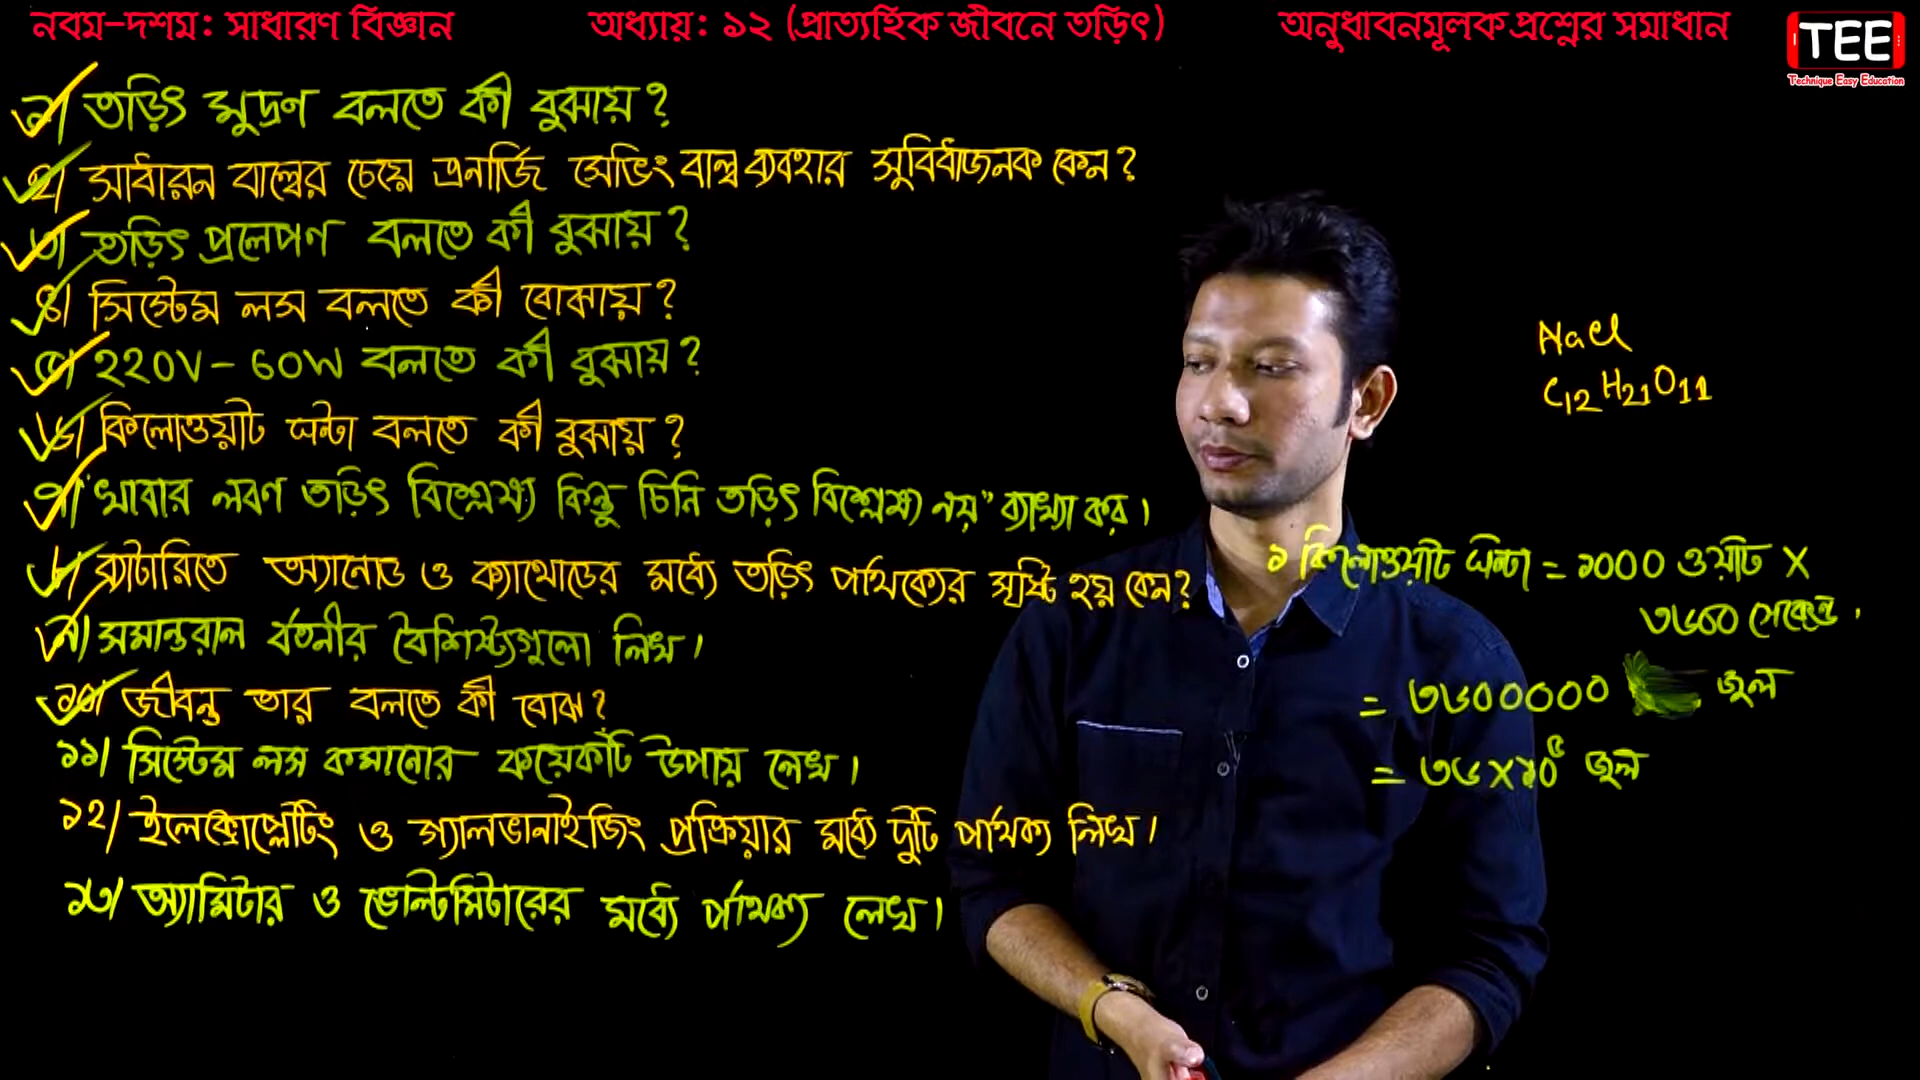 নবম-দশম: সাধারণ বিজ্ঞান অধ্যায়: ১২ (প্রাত্যহিক জীবনে তড়িৎ) অনুধাবনমূলক প্রশ্নের সমাধান
TEE
Technique Easy Education
১। তড়িৎ মুদ্রণ বলতে কী বুঝায়?
২। সাধারন বাল্বের চেয়ে এনার্জি সেভিং বাল্ব ব্যবহার সুবিধাজনক কেন?
৩। তড়িৎ প্রলেপণ বলতে কী বুঝায়?
৪। সিস্টেম লস বলতে কী বোঝায়?
৫। 220V - 60W বলতে কী বুঝায়?
৬। কিলোওয়াট ঘন্টা বলতে কী বুঝায়?
৭। "খাবার লবণ তড়িৎ বিশ্লেষ্য কিন্তু চিনি তড়িৎ বিশ্লেষ্য নয়" ব্যাখ্যা কর।
৮। ব্যাটারিতে অ্যানোড ও ক্যাথোডের মধ্যে তড়িৎ পার্থক্যের সৃষ্টি হয় কেন?
৯। সমান্তরাল বর্তনীর বৈশিষ্ট্যগুলো লিখ।
১০। জীবন্ত তার বলতে কী বোঝ?
১১। সিস্টেম লস কমানোর কয়েকটি উপায় লেখ।
১২। ইলেক্ট্রোপ্লেটিং ও গ্যালভানাইজিং প্রক্রিয়ার মধ্যে দুটি পার্থক্য লিখ।
১৩। অ্যামিটার ও ভোল্টমিটারের মধ্যে পার্থক্য লেখ।
NaCl
C12H21O11
১ কিলোওয়াট ঘন্টা = ১০০০ ওয়াট ×
৩৬০০ সেকেন্ড।
= ৩৬০০০০০ জুল
= ৩৬×১০^৫ জুল